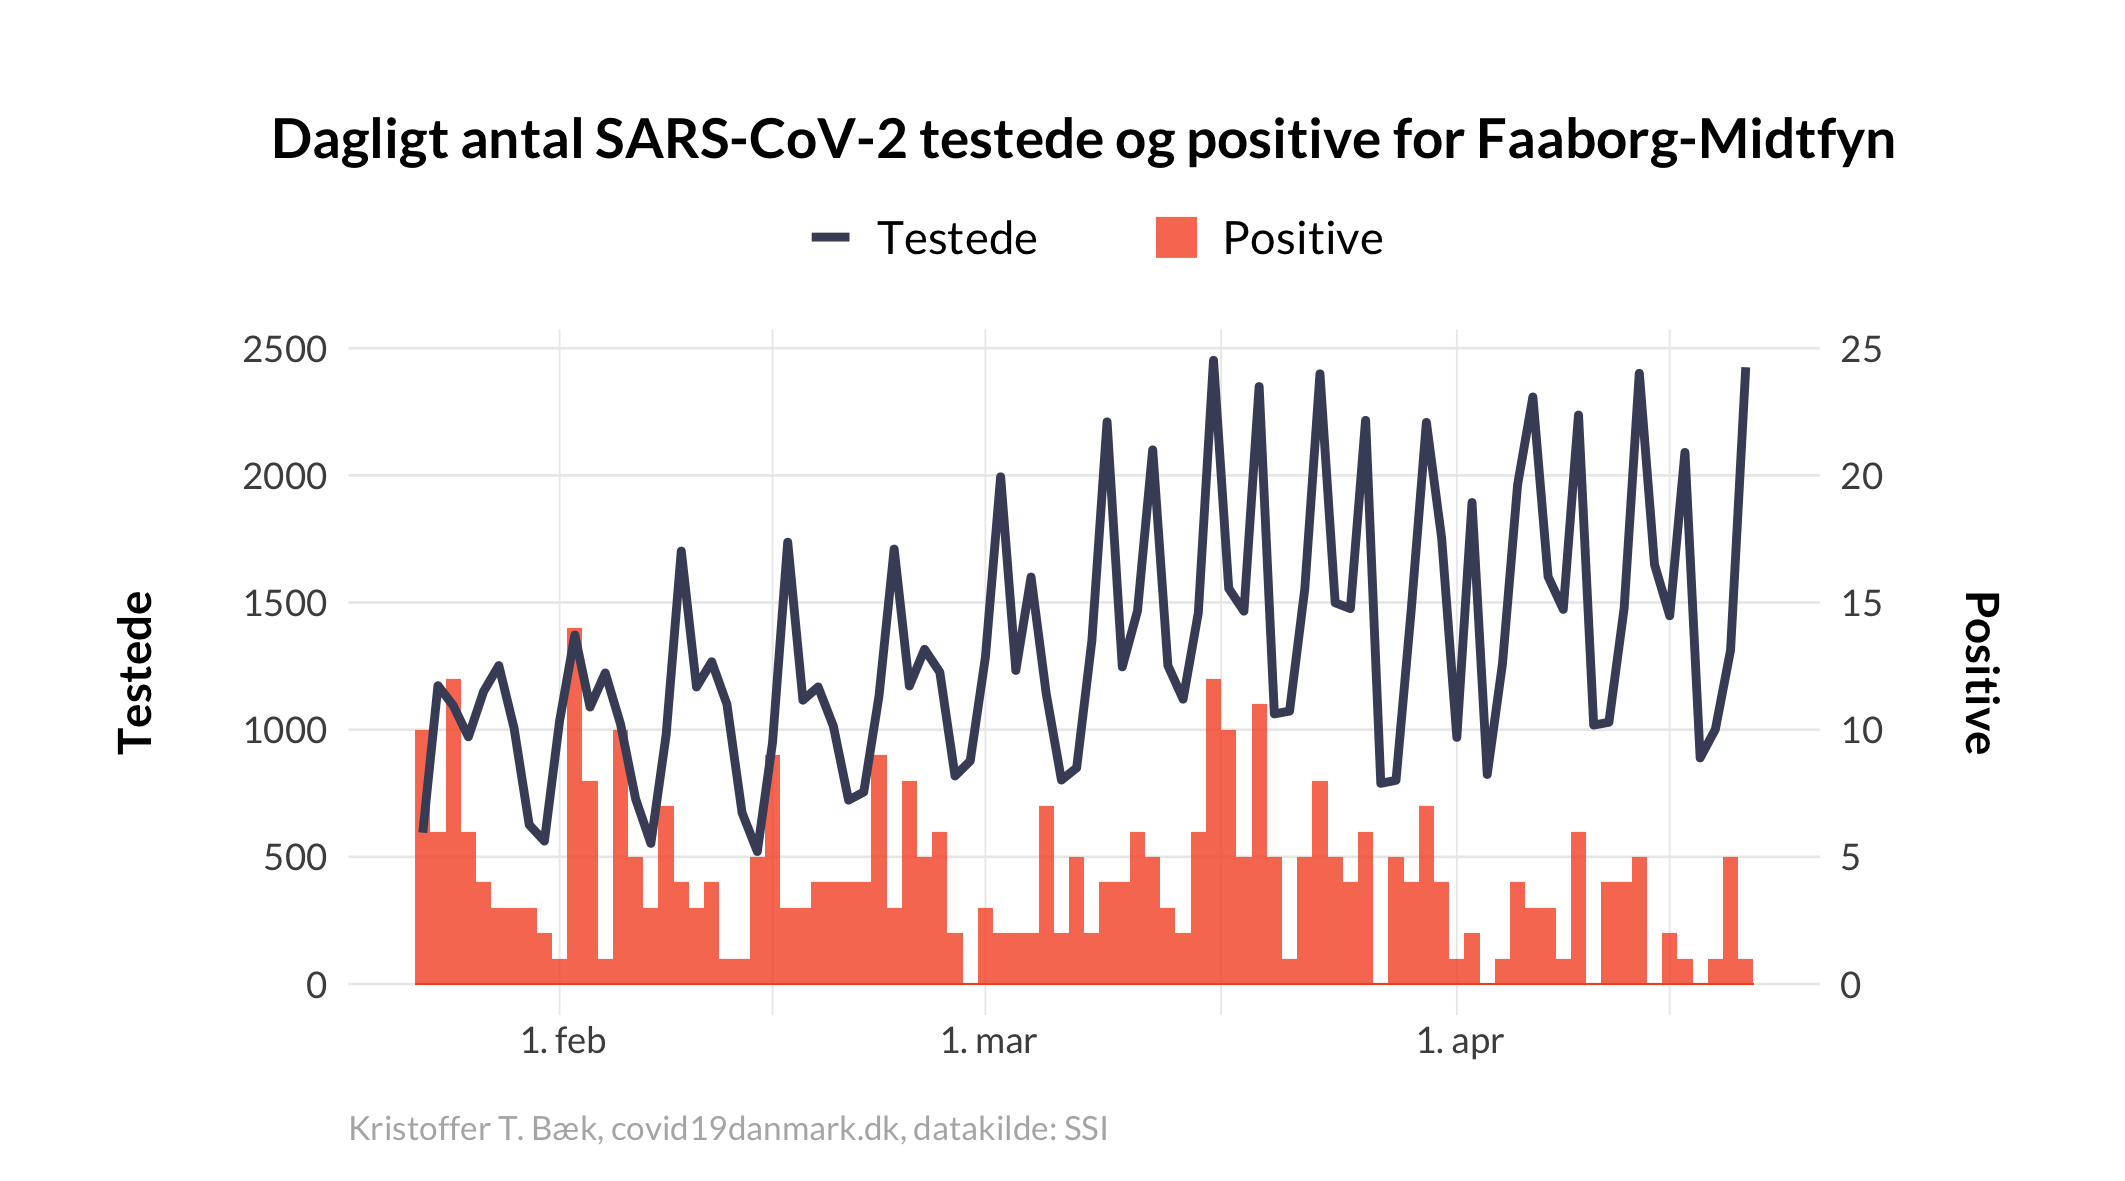 Dagligt antal SARS-CoV-2 testede og positive for Faaborg-Midtfyn
Testede
Positive
2500
2000
1500
1000
500
0
Testede
25
20
15
10
5
0
Positive
1. feb
1. mar
1. apr
Kristoffer T. Bæk, covid19danmark.dk, datakilde: SSI